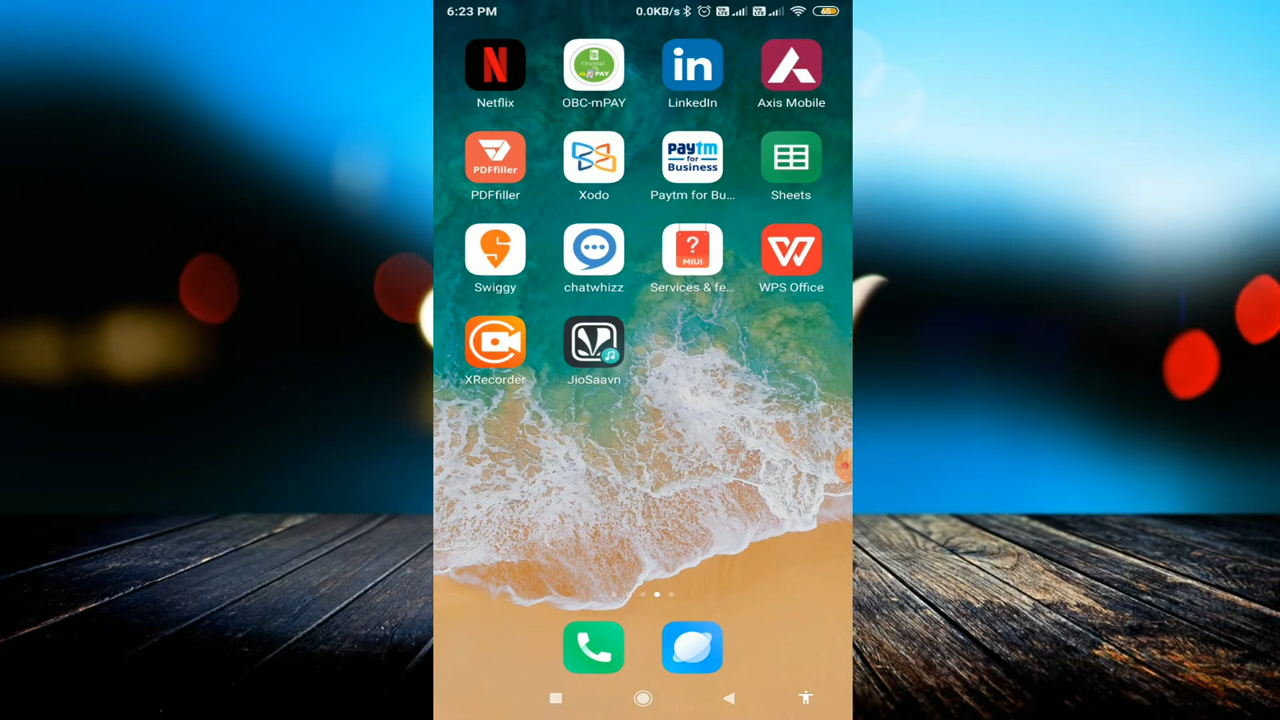 6:23 PM 0.0KB/s 65
Netflix OBC-mPAY LinkedIn Axis Mobile
PDFfiller
Paytm for Business
PDFfiller Xodo Paytm for Bu... Sheets
MIUI
Swiggy chatwhizz Services & fe... WPS Office
XRecorder JioSaavn